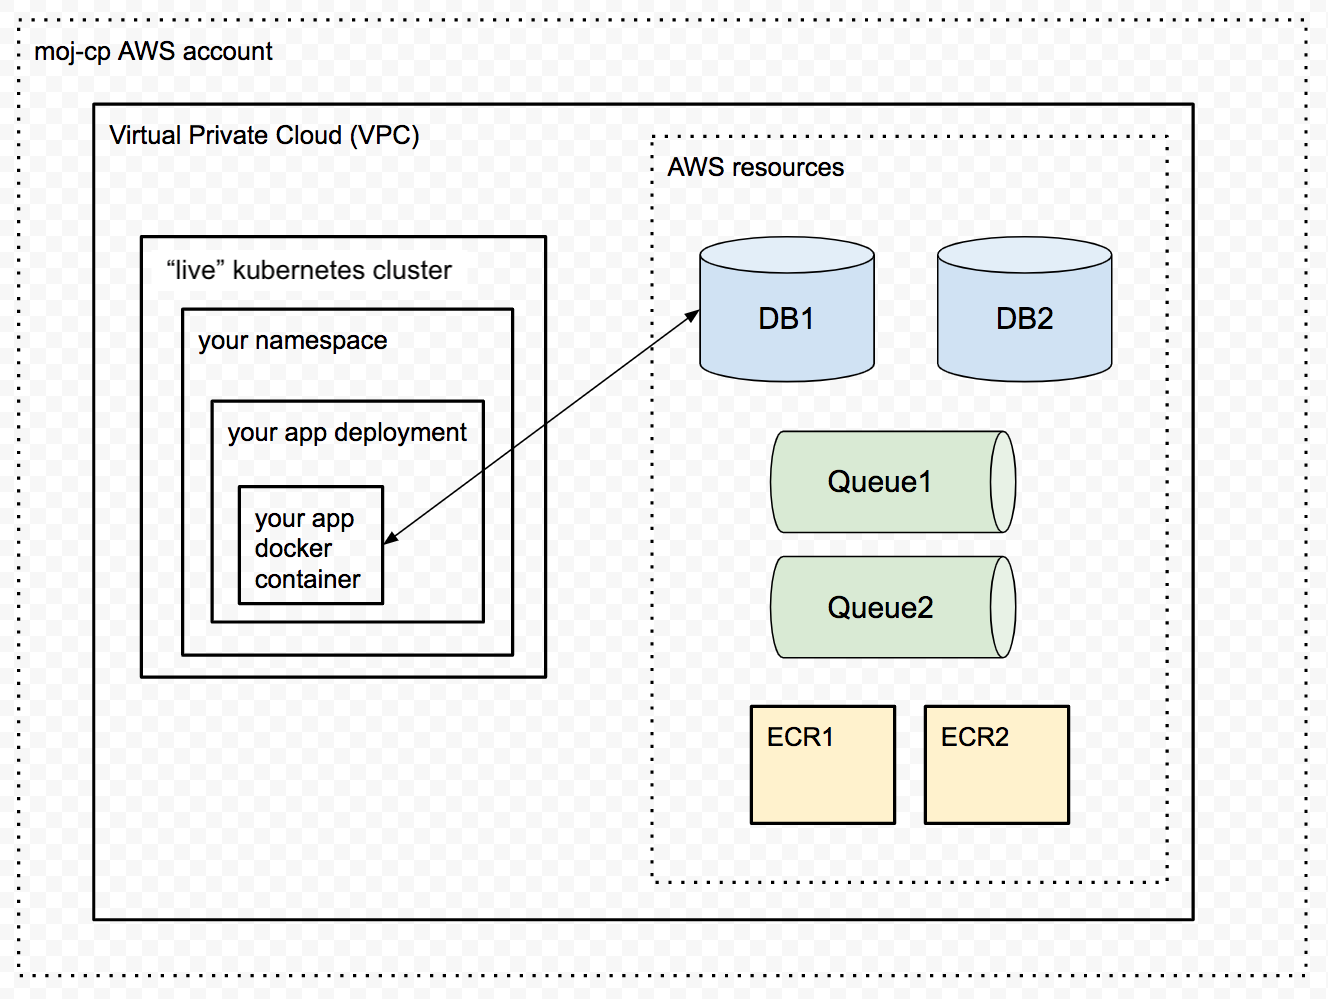 moj-cp AWS account
Virtual Private Cloud (VPC)
AWS resources
“live” kubernetes cluster
your namespace
your app deployment
your app
docker
container
DB1
DB2
Queue1
Queue2
ECR1
ECR2